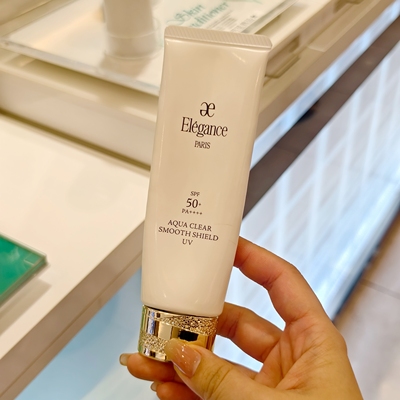 æ
Elégance
PARIS
SPF
50+
PA++++
AQUA CLEAR
SMOOTH SHIELD
UV